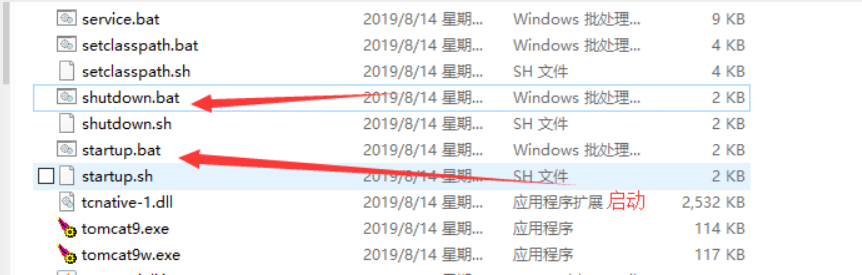 service.bat 2019/8/14 星期... Windows 批处理... 9 KB
setclasspath.bat 2019/8/14 星期... Windows 批处理... 4 KB
setclasspath.sh 2019/8/14 星期... SH 文件 4 KB
shutdown.bat 2019/8/14 星期... Windows 批处理... 2 KB
shutdown.sh 2019/8/14 星期... SH 文件 2 KB
startup.bat 2019/8/14 星期... Windows 批处理... 2 KB
startup.sh 2019/8/14 星期... SH 文件 2 KB
tcnative-1.dll 2019/8/14 星期... 应用程序扩展 启动 2,532 KB
tomcat9.exe 2019/8/14 星期... 应用程序 114 KB
tomcat9w.exe 2019/8/14 星期... 应用程序 117 KB